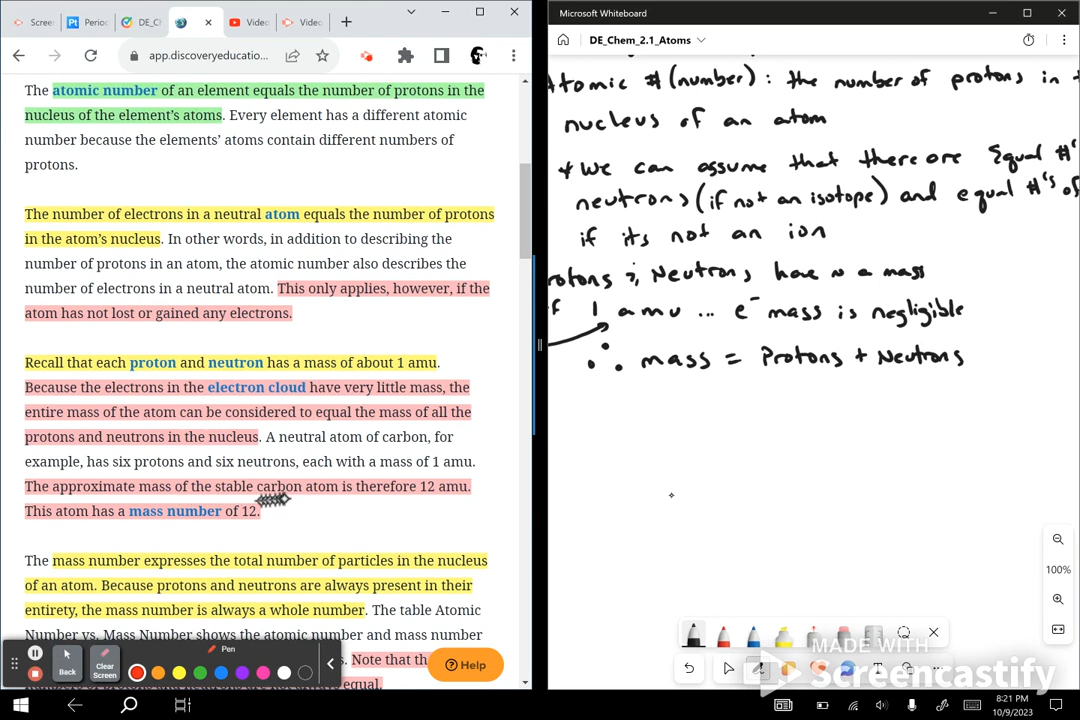 Scree
Pt Perio
DE_C
Video
Video
app.discoveryeducatio...
The atomic number of an element equals the number of protons in the
nucleus of the element's atoms. Every element has a different atomic
number because the elements' atoms contain different numbers of
protons.
The number of electrons in a neutral atom equals the number of protons
in the atom's nucleus. In other words, in addition to describing the
number of protons in an atom, the atomic number also describes the
number of electrons in a neutral atom. This only applies, however, if the
atom has not lost or gained any electrons.
Recall that each proton and neutron has a mass of about 1 amu.
Because the electrons in the electron cloud have very little mass, the
entire mass of the atom can be considered to equal the mass of all the
protons and neutrons in the nucleus. A neutral atom of carbon, for
example, has six protons and six neutrons, each with a mass of 1 amu.
The approximate mass of the stable carbon atom is therefore 12 amu.
This atom has a mass number of 12.
The mass number expresses the total number of particles in the nucleus
of an atom. Because protons and neutrons are always present in their
entirety, the mass number is always a whole number. The table Atomic
Number vs. Mass Number shows the atomic number and mass number
s. Note that th
equal.
Pen
Back
Clear
Screen
Help
Microsoft Whiteboard
DE_Chem_2.1_Atoms
Atomic # (number) : the number of protons in t
nucleus of an atom
* We can assume that there are Equal #'
neutrons (if not an isotope) and equal #'s of
if its not an ion
rotons ; Neutrons have a mass
f 1 amu ... e⁻ mass is negligible
∴ mass = Protons + Neutrons
100%
MADE WITH
Screencastify
8:21 PM
10/9/2023